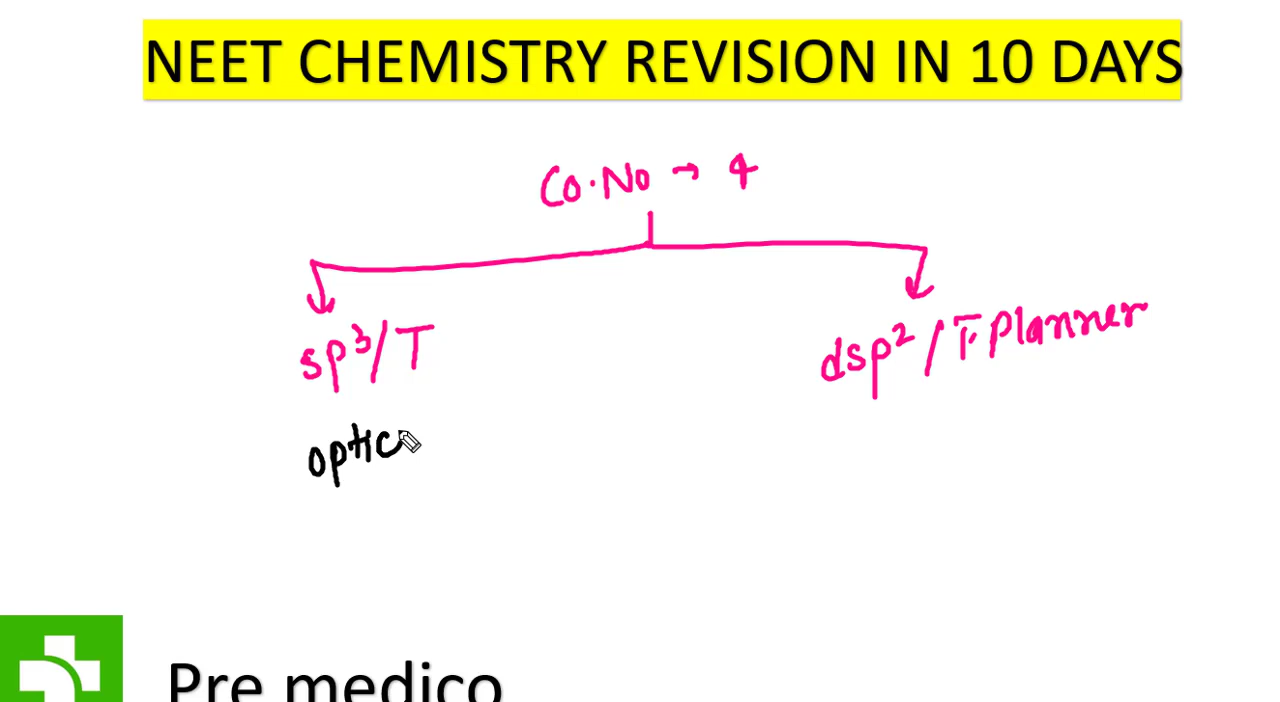 NEET CHEMISTRY REVISION IN 10 DAYS
Co·No → 4
sp³/T
dsp²/F Planner
optic
Pre medico